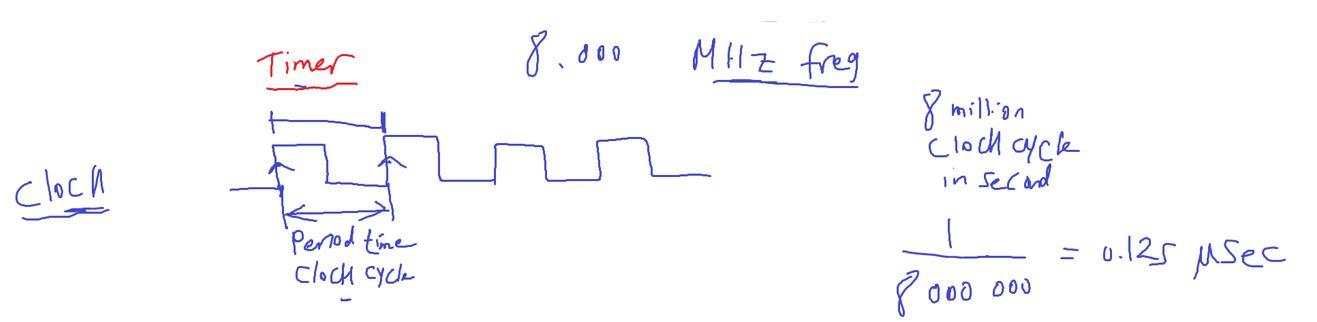 Timer
8.000 MHz freq
8 million
clock cycle
in second
Clock
Period time
Clock cycle
1
8 000 000
= 0.125 μSec